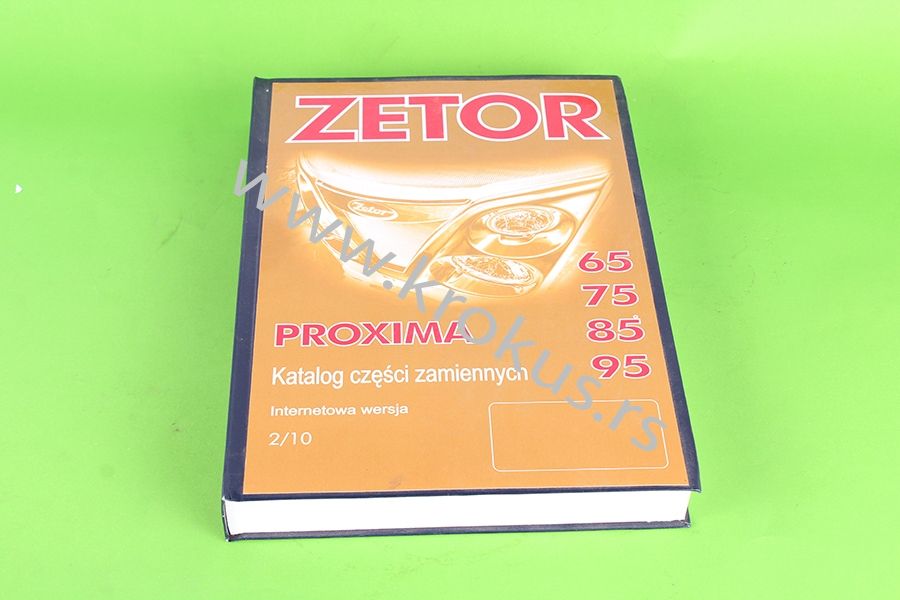 ZETOR
Zetor
65
75
PROXIMA
85
Katalog części zamiennych
95
Internetowa wersja
2/10
www.krokus.rs